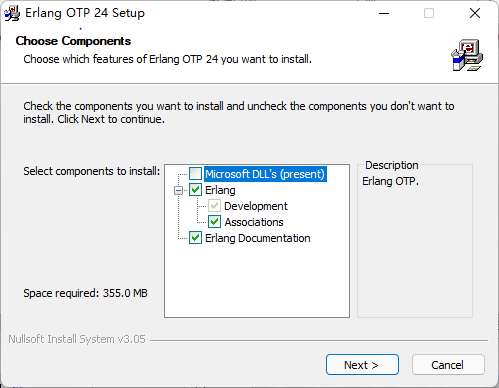 Erlang OTP 24 Setup
Choose Components
Choose which features of Erlang OTP 24 you want to install.
Check the components you want to install and uncheck the components you don't want to
install. Click Next to continue.
Select components to install:
Microsoft DLL's (present)
Erlang
Development
Associations
Erlang Documentation
Description
Erlang OTP.
Space required: 355.0 MB
Nullsoft Install System v3.05
Next >
Cancel